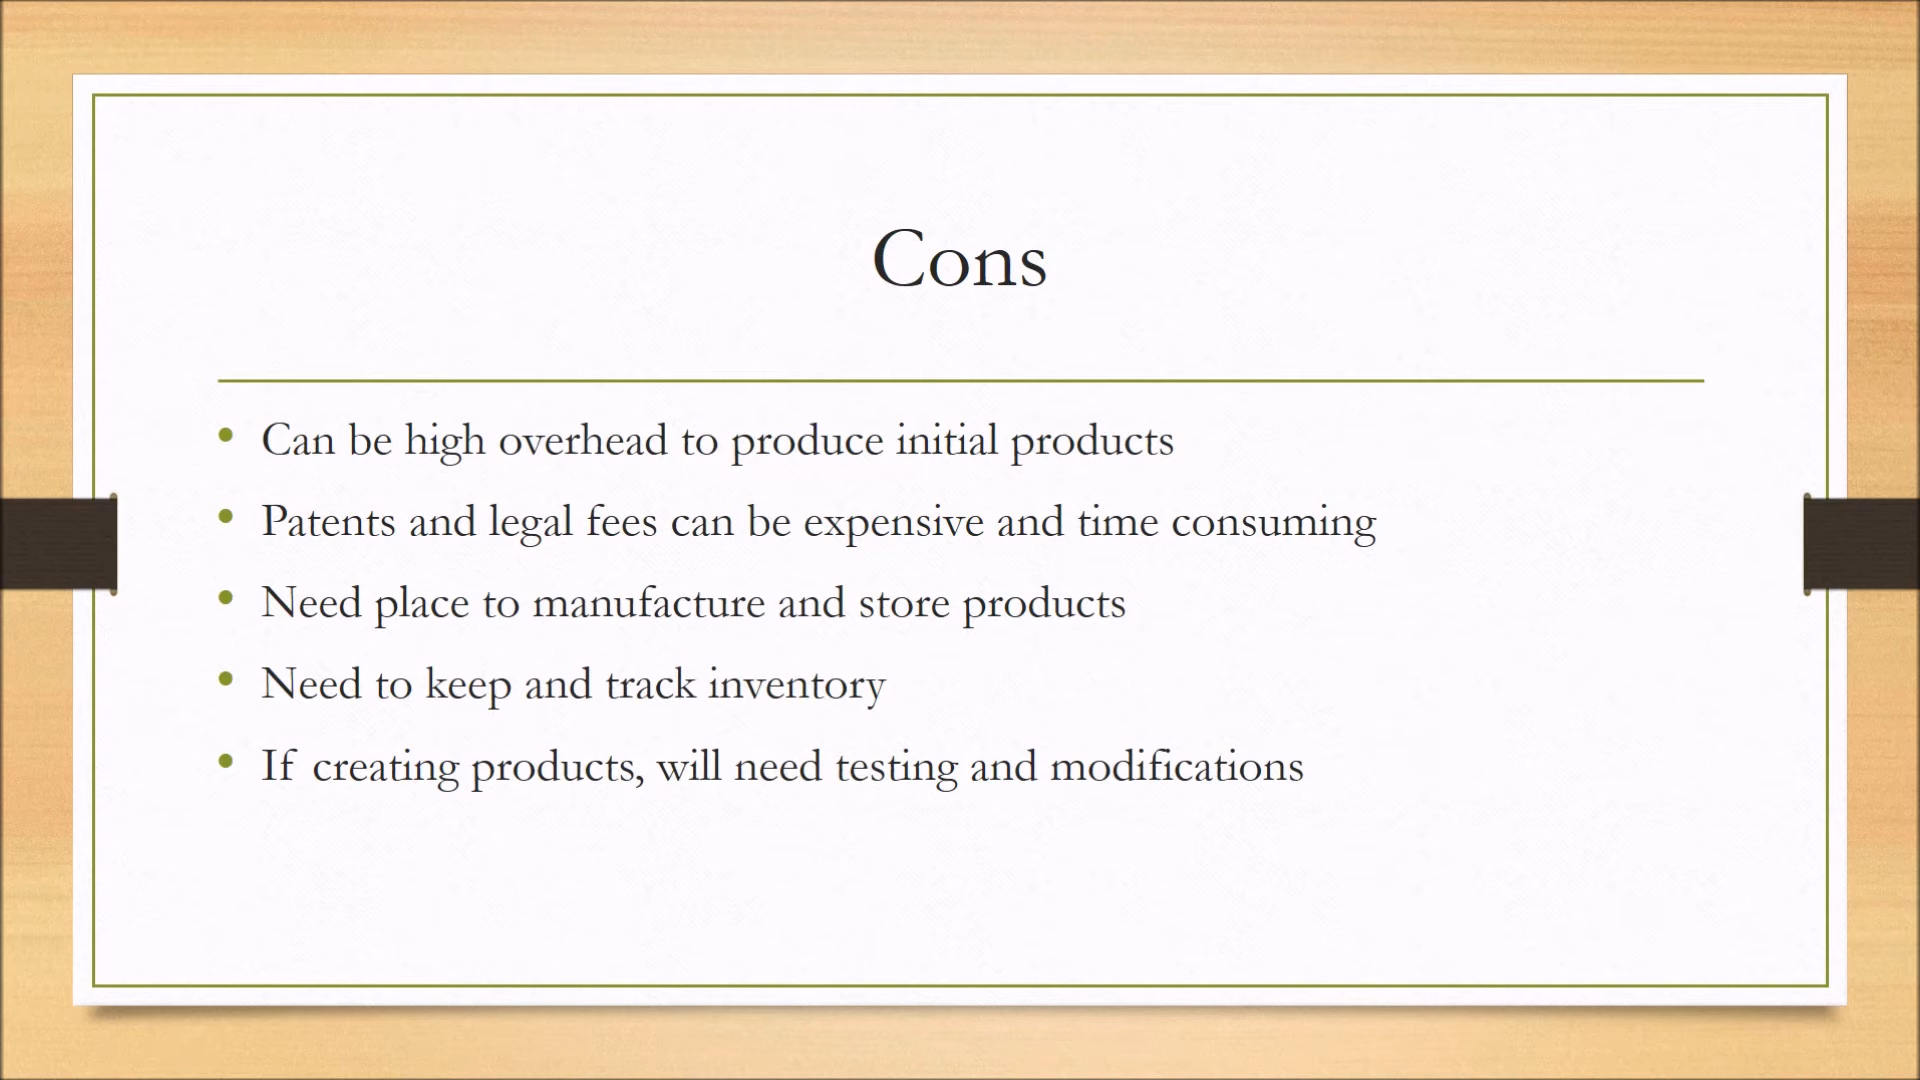 Cons
• Can be high overhead to produce initial products
• Patents and legal fees can be expensive and time consuming
• Need place to manufacture and store products
• Need to keep and track inventory
• If creating products, will need testing and modifications